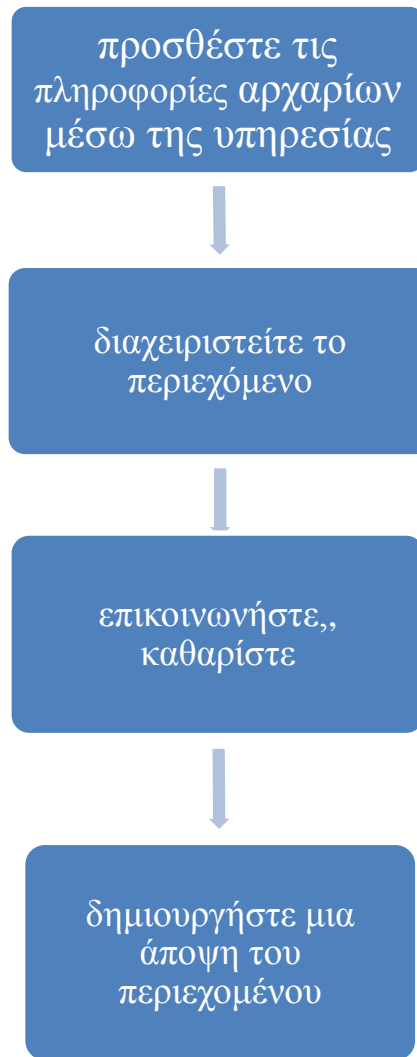 προσθέστε τις
πληροφορίες αρχαρίων
μέσω της υπηρεσίας
διαχειριστείτε το
περιεχόμενο
επικοινωνήστε,,
καθαρίστε
δημιουργήστε μια
άποψη του
περιεχομένου